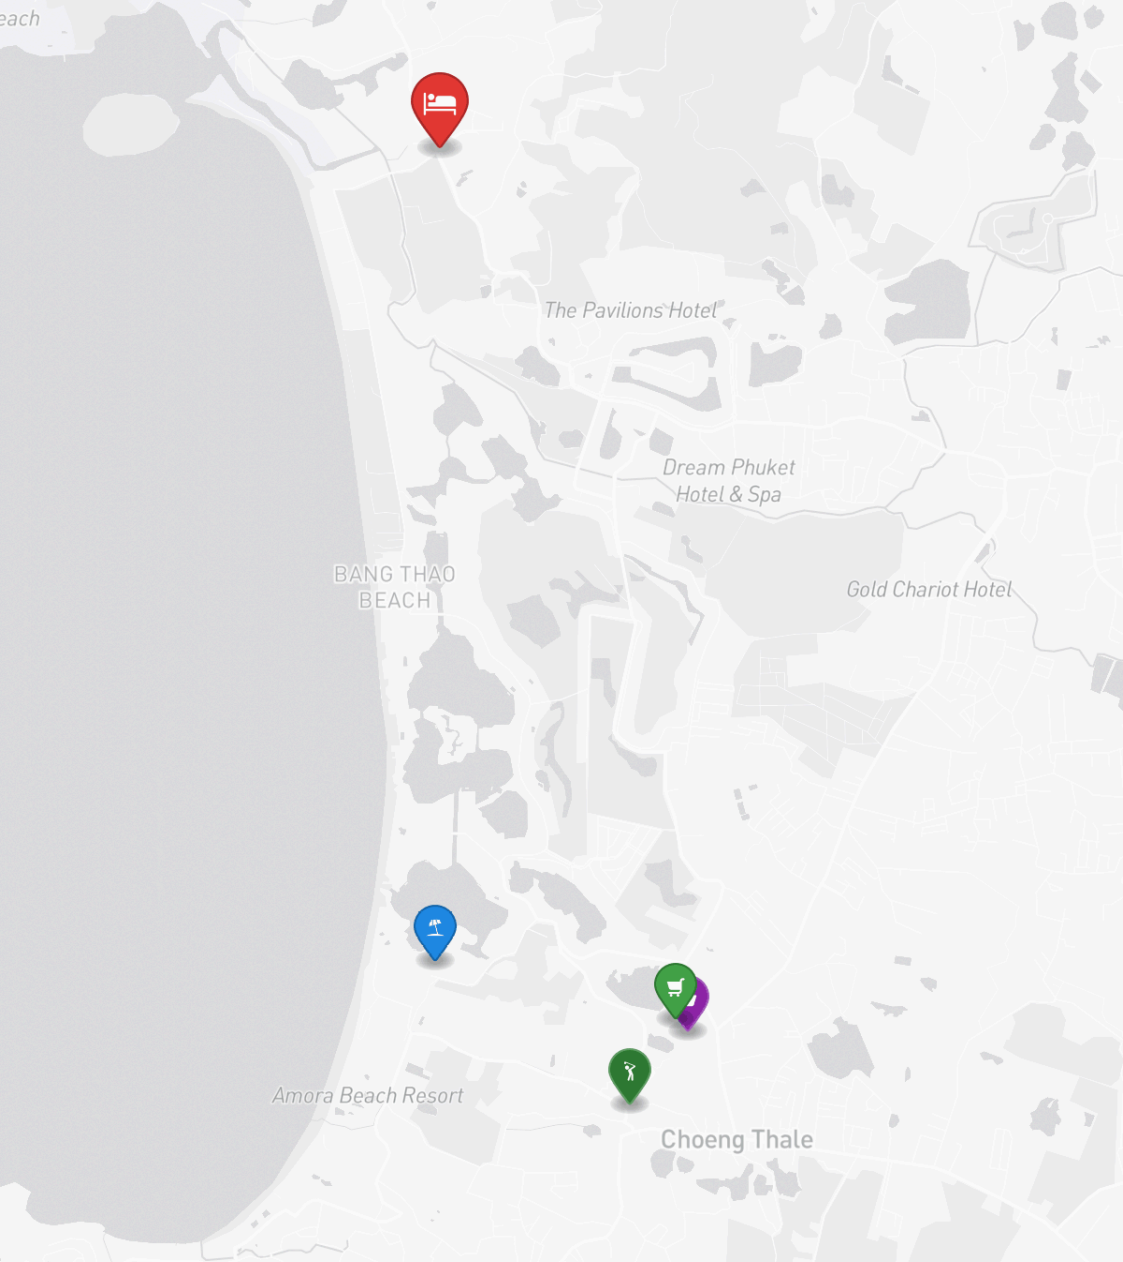 each
The Pavilions Hotel
Dream Phuket
Hotel & Spa
BANG THAO
BEACH
Gold Chariot Hotel
Amora Beach Resort
Choeng Thale